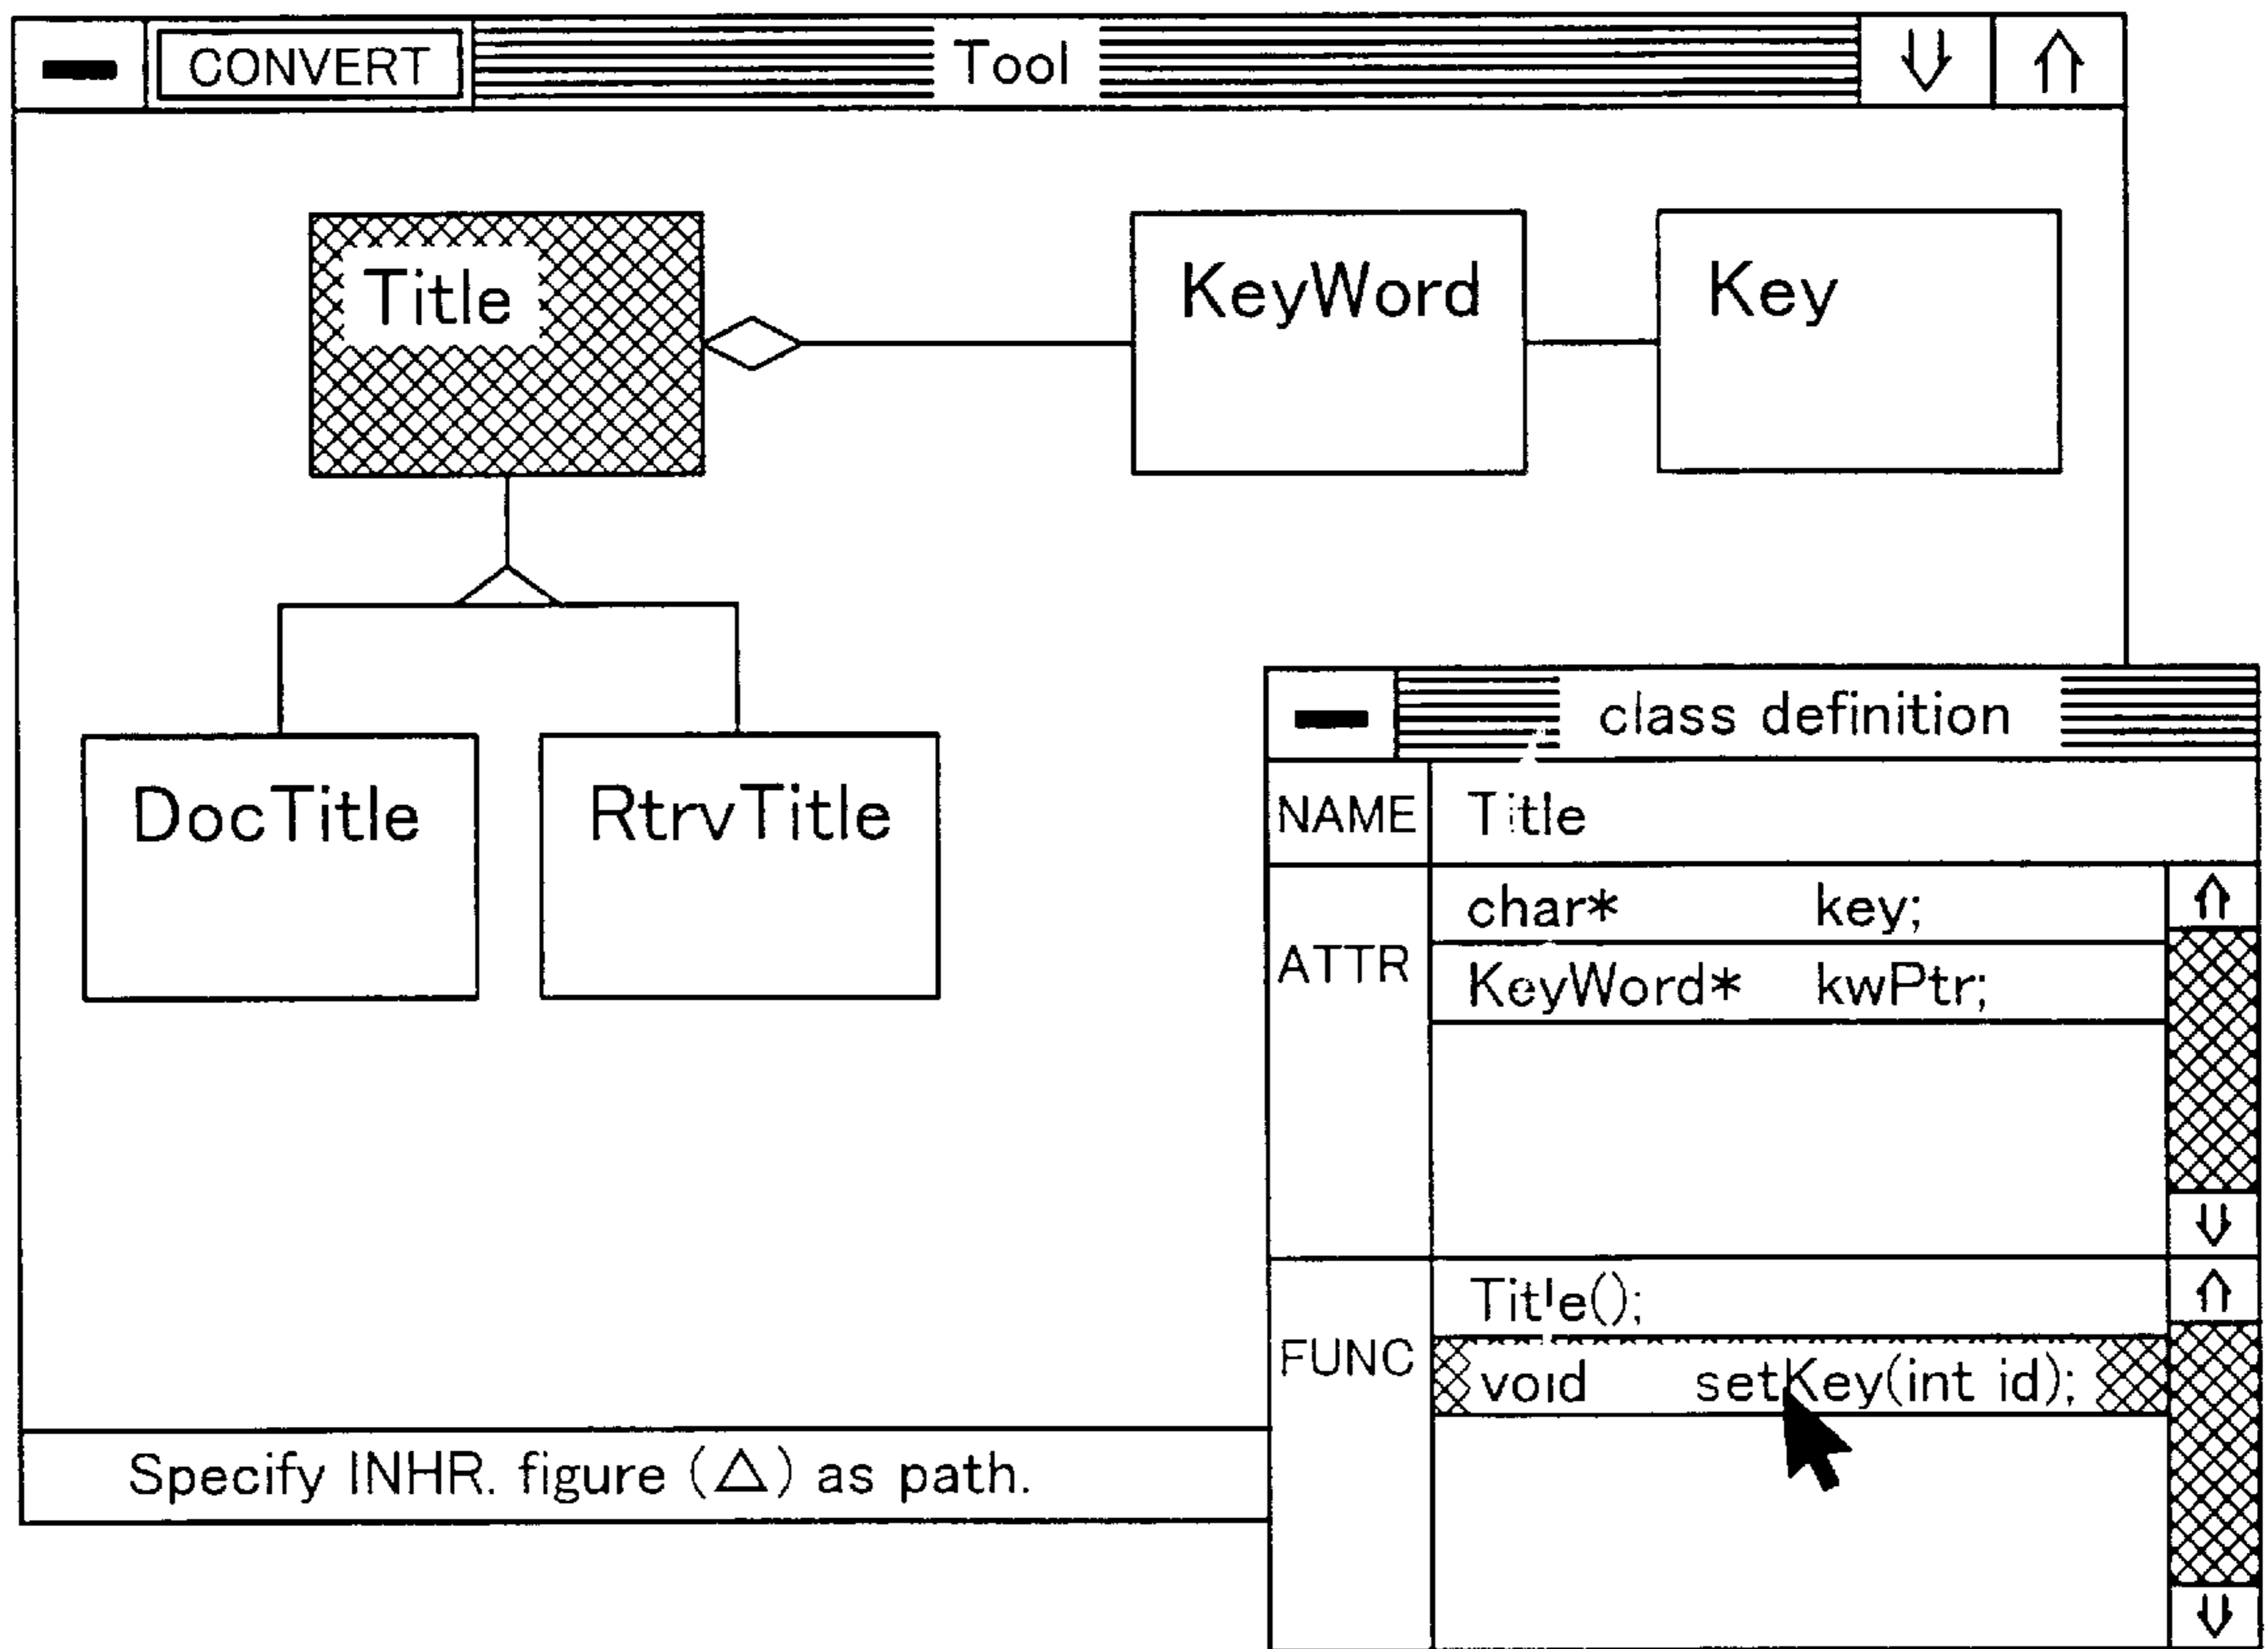 CONVERT Tool
Title
KeyWord
Key
DocTitle
RtrvTitle
class definition
NAME Title
ATTR
char* key;
KeyWord* kwPtr;
FUNC
Title();
void setKey(int id);
Specify INHR. figure (△) as path.